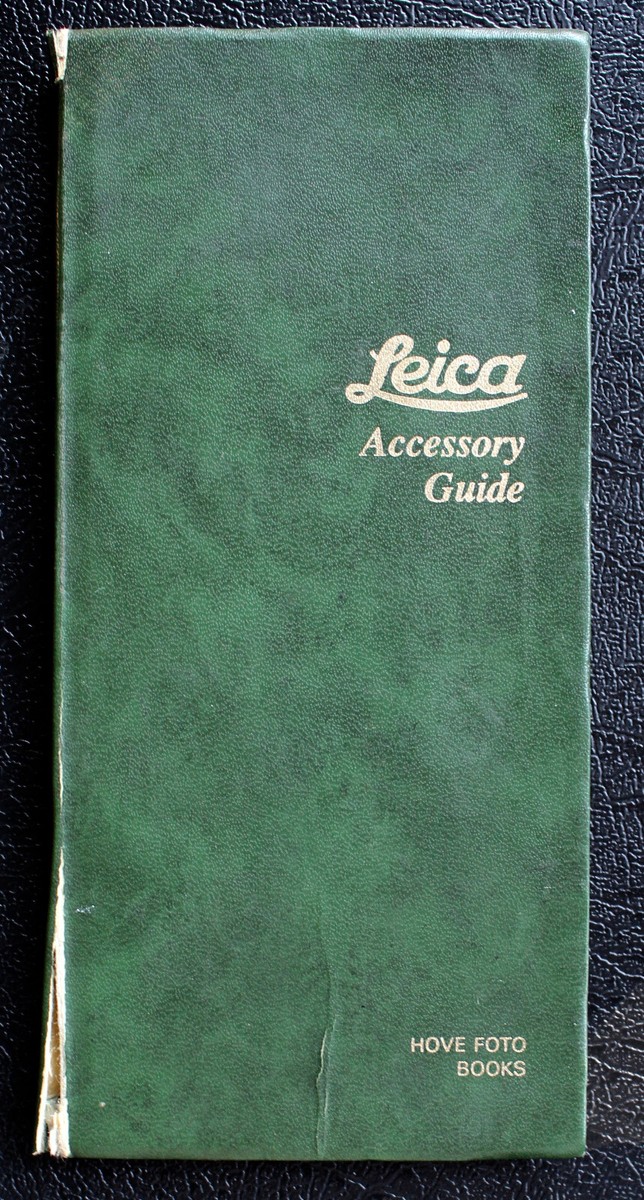 Leica
Accessory
Guide
HOVE FOTO
BOOKS